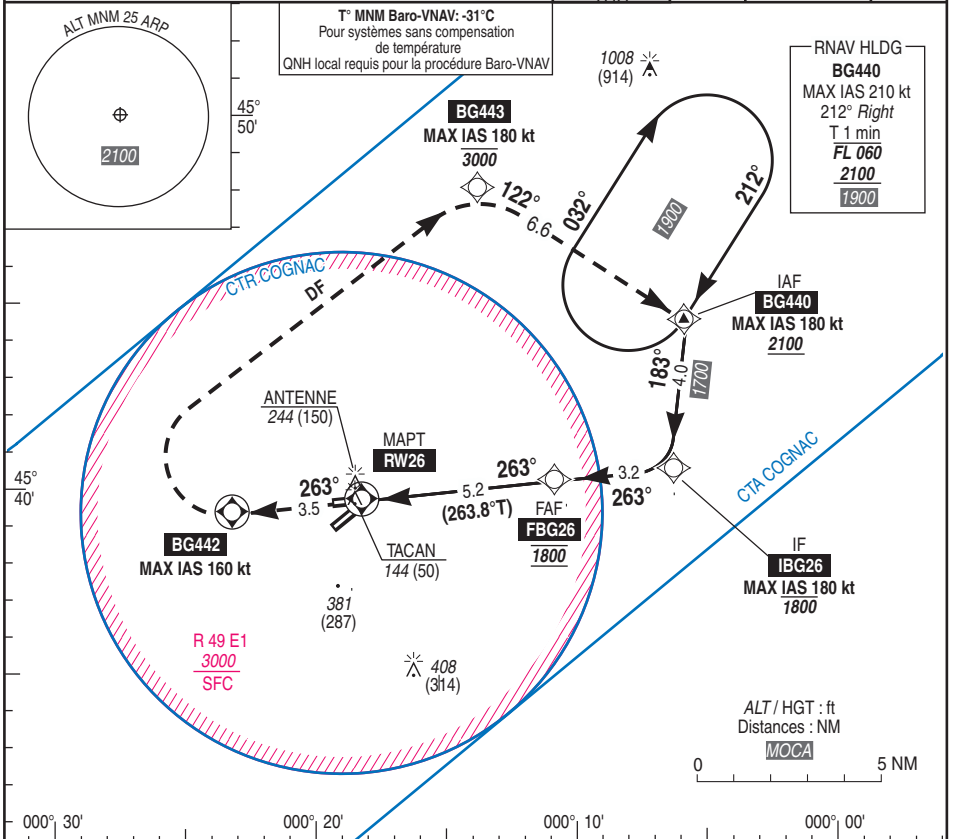 ALT MNM 25 ARP
2100
45°
50'
T° MNM Baro-VNAV: -31°C
Pour systèmes sans compensation
de température
QNH local requis pour la procédure Baro-VNAV
1008
(914)
RNAV HLDG
BG440
MAX IAS 210 kt
212° Right
T 1 min
FL 060
2100
1900
BG443
MAX IAS 180 kt
3000
122°
6.6
032°
1900
212°
CTR COGNAC
DF
IAF
BG440
MAX IAS 180 kt
2100
183°
4.0
1700
ANTENNE
244 (150)
MAPT
RW26
263°
3.5
5.2
(263.8°T)
263°
3.2
263°
CTA COGNAC
45°
40'
FAF
FBG26
1800
BG442
MAX IAS 160 kt
TACAN
144 (50)
IF
IBG26
MAX IAS 180 kt
1800
381
(287)
R 49 E1
3000
SFC
408
(314)
ALT / HGT : ft
Distances : NM
MOCA
0 5 NM
000° 30' 000° 20' 000° 10' 000° 00'